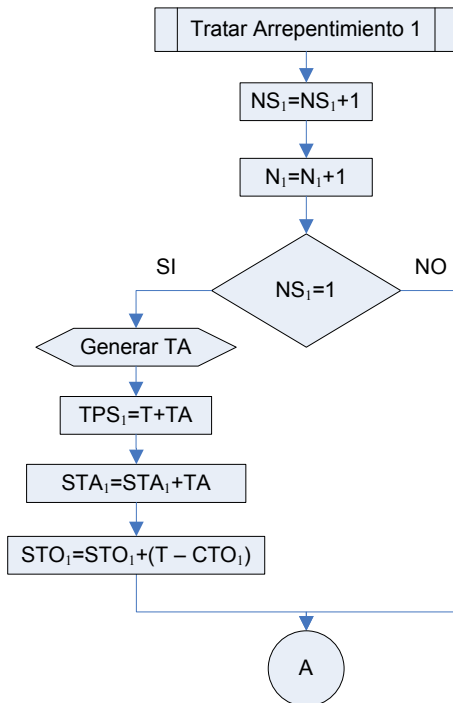 Tratar Arrepentimiento 1
NS₁=NS₁+1
N₁=N₁+1
SI
NO
NS₁=1
Generar TA
TPS₁=T+TA
STA₁=STA₁+TA
STO₁=STO₁+(T – CTO₁)
A